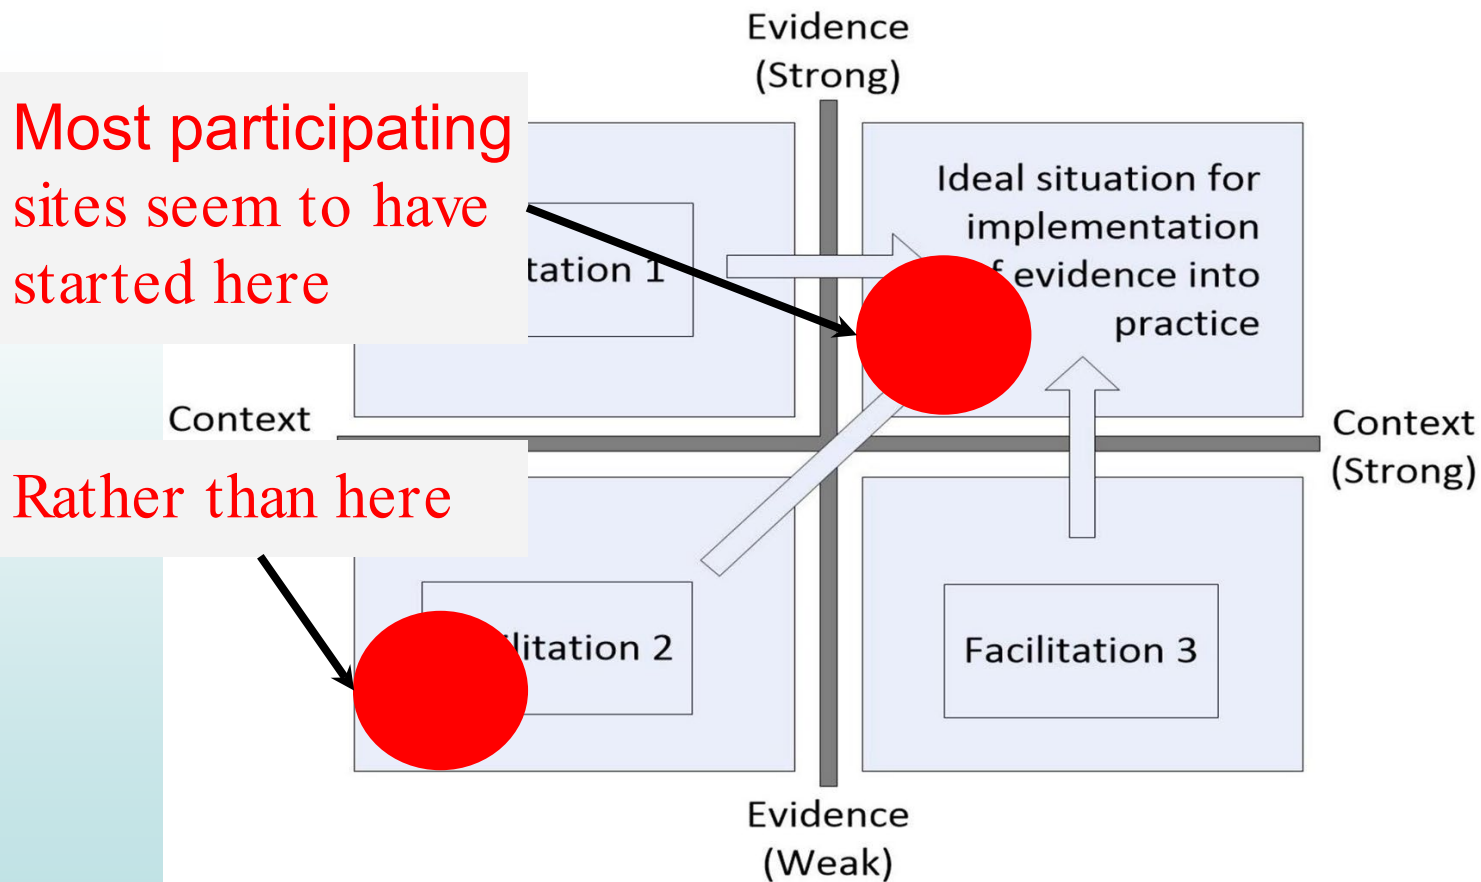 Evidence
(Strong)
Most participating
sites seem to have
started here
Ideal situation for
implementation
evidence into
practice
tation 1
Context
Context
(Strong)
Rather than here
litation 2
Facilitation 3
Evidence
(Weak)